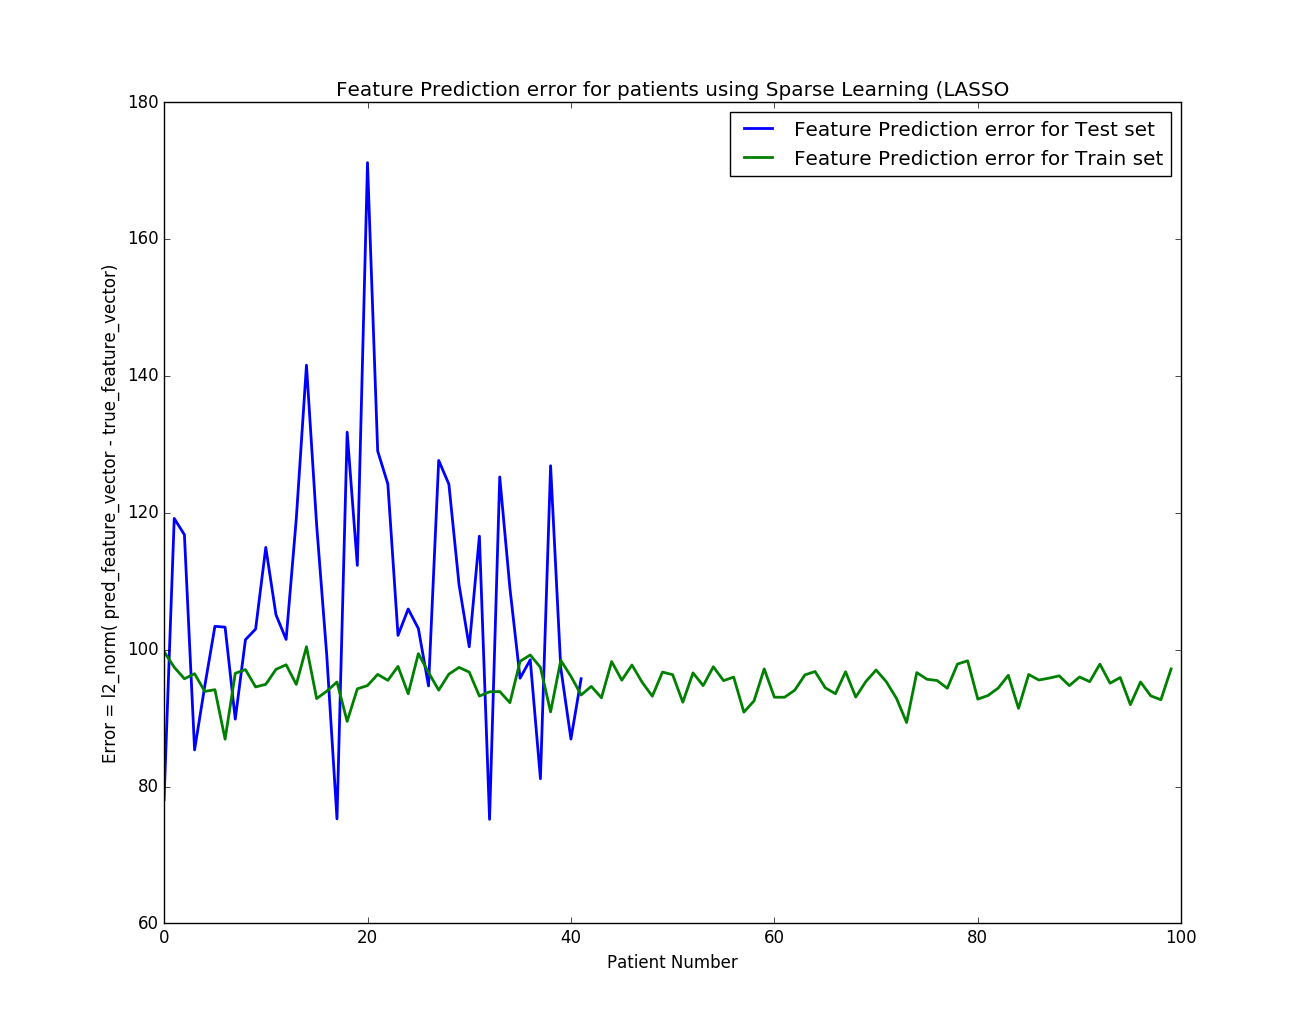 Feature Prediction error for patients using Sparse Learning (LASSO
180
160
140
120
100
80
60
Error = l2_norm( pred_feature_vector - true_feature_vector)
Feature Prediction error for Test set
Feature Prediction error for Train set
0
20
40
60
80
100
Patient Number